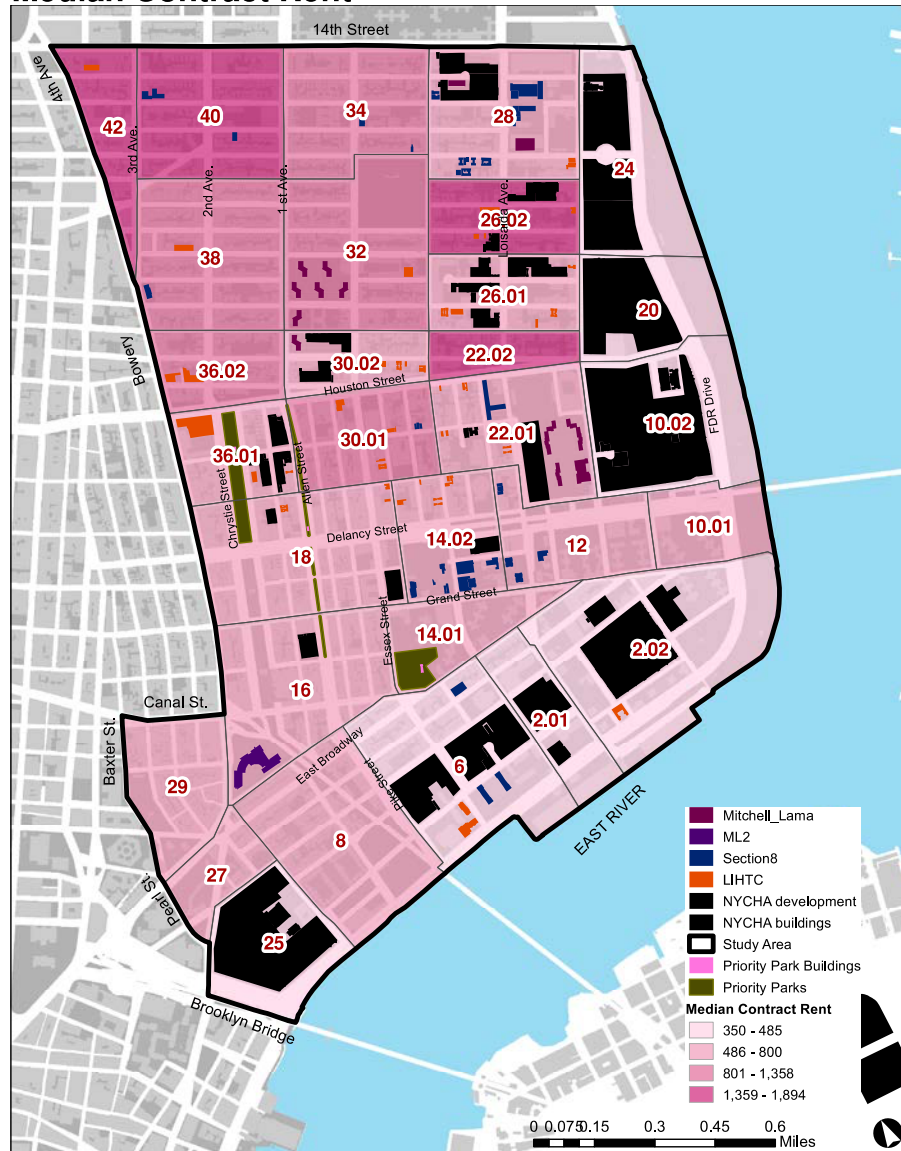 Median Contract Rent
14th Street
4th Ave
3rd Ave.
2nd Ave.
1 st Ave.
Loisaida Ave.
42
40
34
28
24
26.02
38
32
26.01
20
22.02
36.02
30.02
Bowery
Houston Street
FDR Drive
10.02
22.01
30.01
36.01
Chrystie Street
Allen Street
Delancy Street
14.02
12
10.01
18
Grand Street
Essex Street
14.01
2.02
16
Canal St.
Baxter St.
2.01
East Broadway
Pike Street
6
29
EAST RIVER
8
27
Pearl St.
25
Brooklyn Bridge
Mitchell_Lama
ML2
Section8
LIHTC
NYCHA development
NYCHA buildings
Study Area
Priority Park Buildings
Priority Parks
Median Contract Rent
350 - 485
486 - 800
801 - 1,358
1,359 - 1,894
0 0.075 0.15 0.3 0.45 0.6
Miles